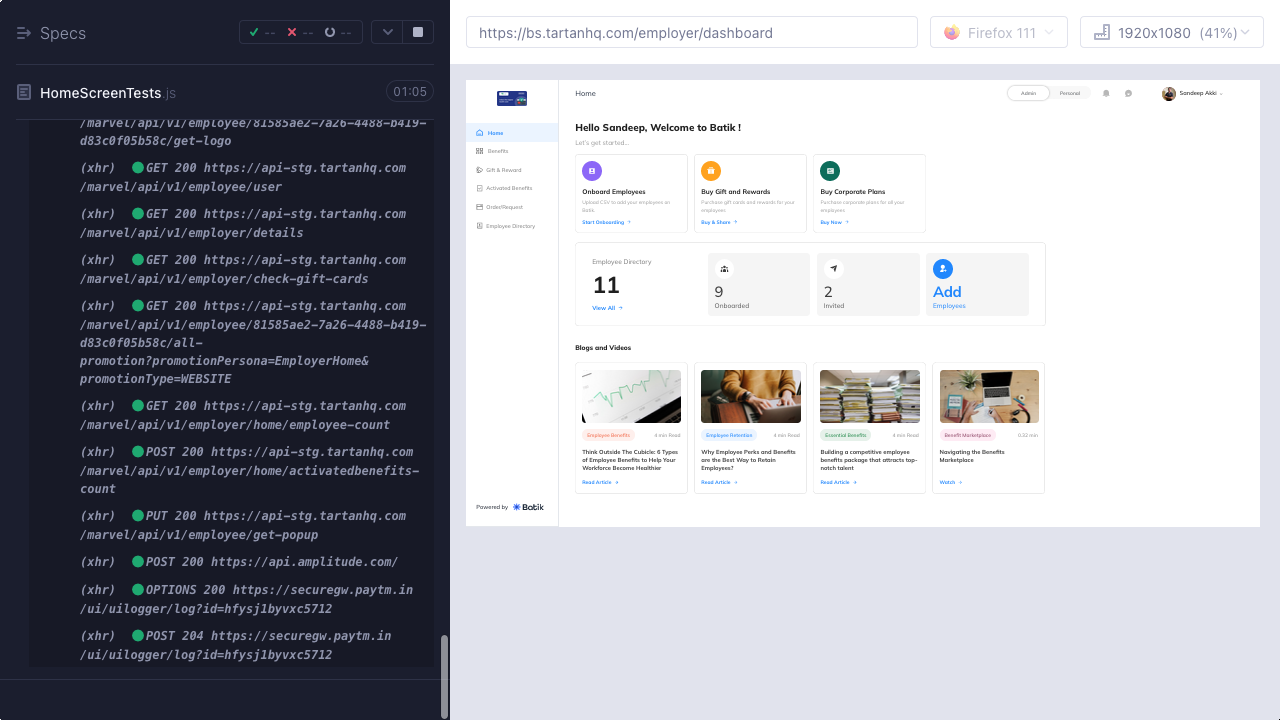 Specs
--
--
--
HomeScreenTests.js
01:05
/marvel/api/v1/employee/81585ae2-7a26-4488-b419-
d83c0f05b58c/get-logo
(xhr) GET 200 https://api-stg.tartanhq.com
/marvel/api/v1/employee/user
(xhr) GET 200 https://api-stg.tartanhq.com
/marvel/api/v1/employer/details
(xhr) GET 200 https://api-stg.tartanhq.com
(xhr) GET 200 https://api-stg.tartanhq.com
/marvel/api/v1/employee/81585ae2-7a26-4488-b419-
d83c0f05b58c/all-
promotion?promotionPersona=EmployerHome&
promotionType=WEBSITE
(xhr) GET 200 https://api-stg.tartanhq.com
/marvel/api/v1/employer/get-employee-count
(xhr) GET 200 https://api-stg.tartanhq.com
/marvel/api/v1/employer/get-activatedbenefits-
count
(xhr) PUT 200 https://api-stg.tartanhq.com
/marvel/api/v1/employee/get-popup
(xhr) POST 200 https://api.amplitude.com/
(xhr) OPTIONS 200 https://securegw.paytm.in
/ui/uilogger/log?id=hfysj1byvxc5712
(xhr) POST 204 https://securegw.paytm.in
/ui/uilogger/log?id=hfysj1byvxc5712
https://bs.tartanhq.com/employer/dashboard
Firefox 111
1920x1080 (41%)
Home
Benefits
Gift & Reward
Activated Benefits
Order/Request
Employee Directory
Powered by Batik
Home
Admin
Personal
Sandeep Akki
Hello Sandeep, Welcome to Batik !
Let's get started...
Onboard Employees
Upload CSV to add your employees on
Batik
Start Onboarding →
Buy Gift and Rewards
Purchase gift cards and rewards for your
employees
Buy & Share →
Buy Corporate Plans
Purchase corporate plans for all your
employees
Buy Now →
Employee Directory
11
View All →
9
Onboarded
2
Invited
Add
Employees
Blogs and Videos
Employee Benefits
4 min Read
Think Outside The Cubicle: 6 Types
of Employee Benefits to Help Your
Workforce Become Healthier
Read Article →
Employee Retention
4 min Read
Why Employee Perks and Benefits
are the Best Way to Retain
Employees?
Read Article →
Essential Benefits
4 min Read
Building a competitive employee
benefits package that attracts top-
notch talent
Read Article →
Benefit Marketplace
0:32 min
Navigating the Benefits
Marketplace
Watch →